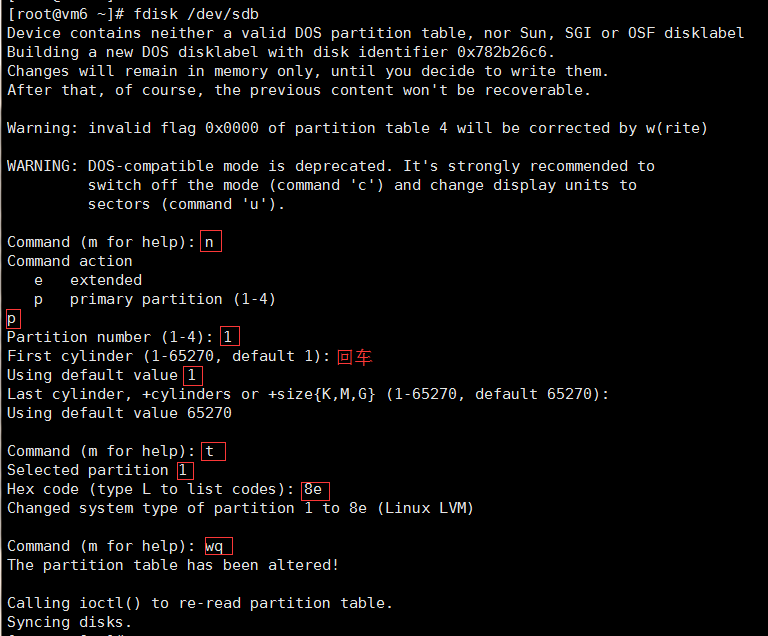 [root@vm6 ~]# fdisk /dev/sdb
Device contains neither a valid DOS partition table, nor Sun, SGI or OSF disklabel
Building a new DOS disklabel with disk identifier 0x782b26c6.
Changes will remain in memory only, until you decide to write them.
After that, of course, the previous content won't be recoverable.
Warning: invalid flag 0x0000 of partition table 4 will be corrected by w(rite)
WARNING: DOS-compatible mode is deprecated. It's strongly recommended to
switch off the mode (command 'c') and change display units to
sectors (command 'u').
Command (m for help): n
Command action
e   extended
p   primary partition (1-4)
p
Partition number (1-4): 1
First cylinder (1-65270, default 1): 回车
Using default value 1
Last cylinder, +cylinders or +size{K,M,G} (1-65270, default 65270):
Using default value 65270
Command (m for help): t
Selected partition 1
Hex code (type L to list codes): 8e
Changed system type of partition 1 to 8e (Linux LVM)
Command (m for help): wq
The partition table has been altered!
Calling ioctl() to re-read partition table.
Syncing disks.